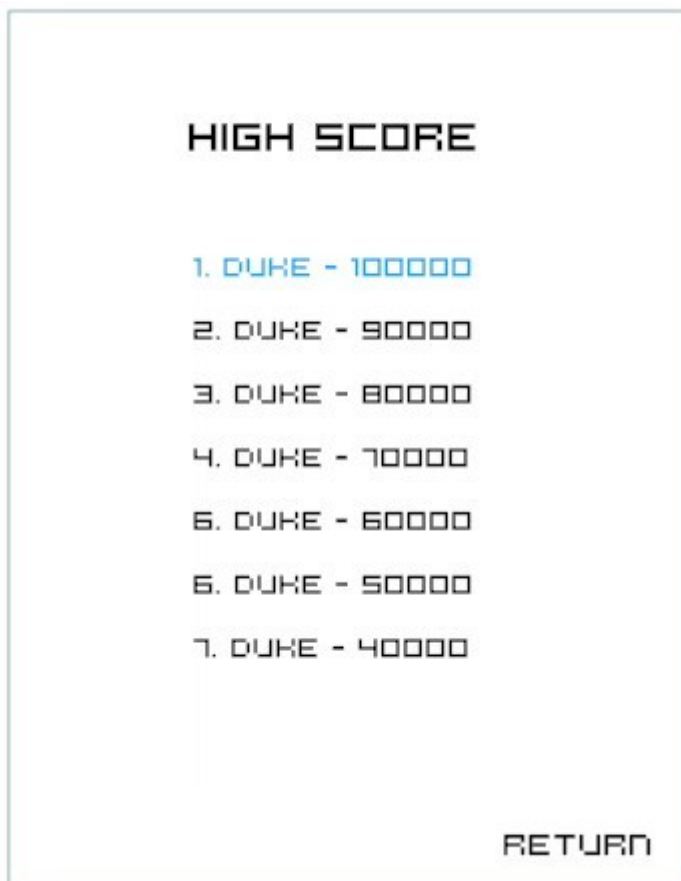 HIGH SCORE
1. DUKE - 100000
2. DUKE - 90000
3. DUKE - 80000
4. DUKE - 70000
6. DUKE - 60000
6. DUKE - 50000
7. DUKE - 40000
RETURN